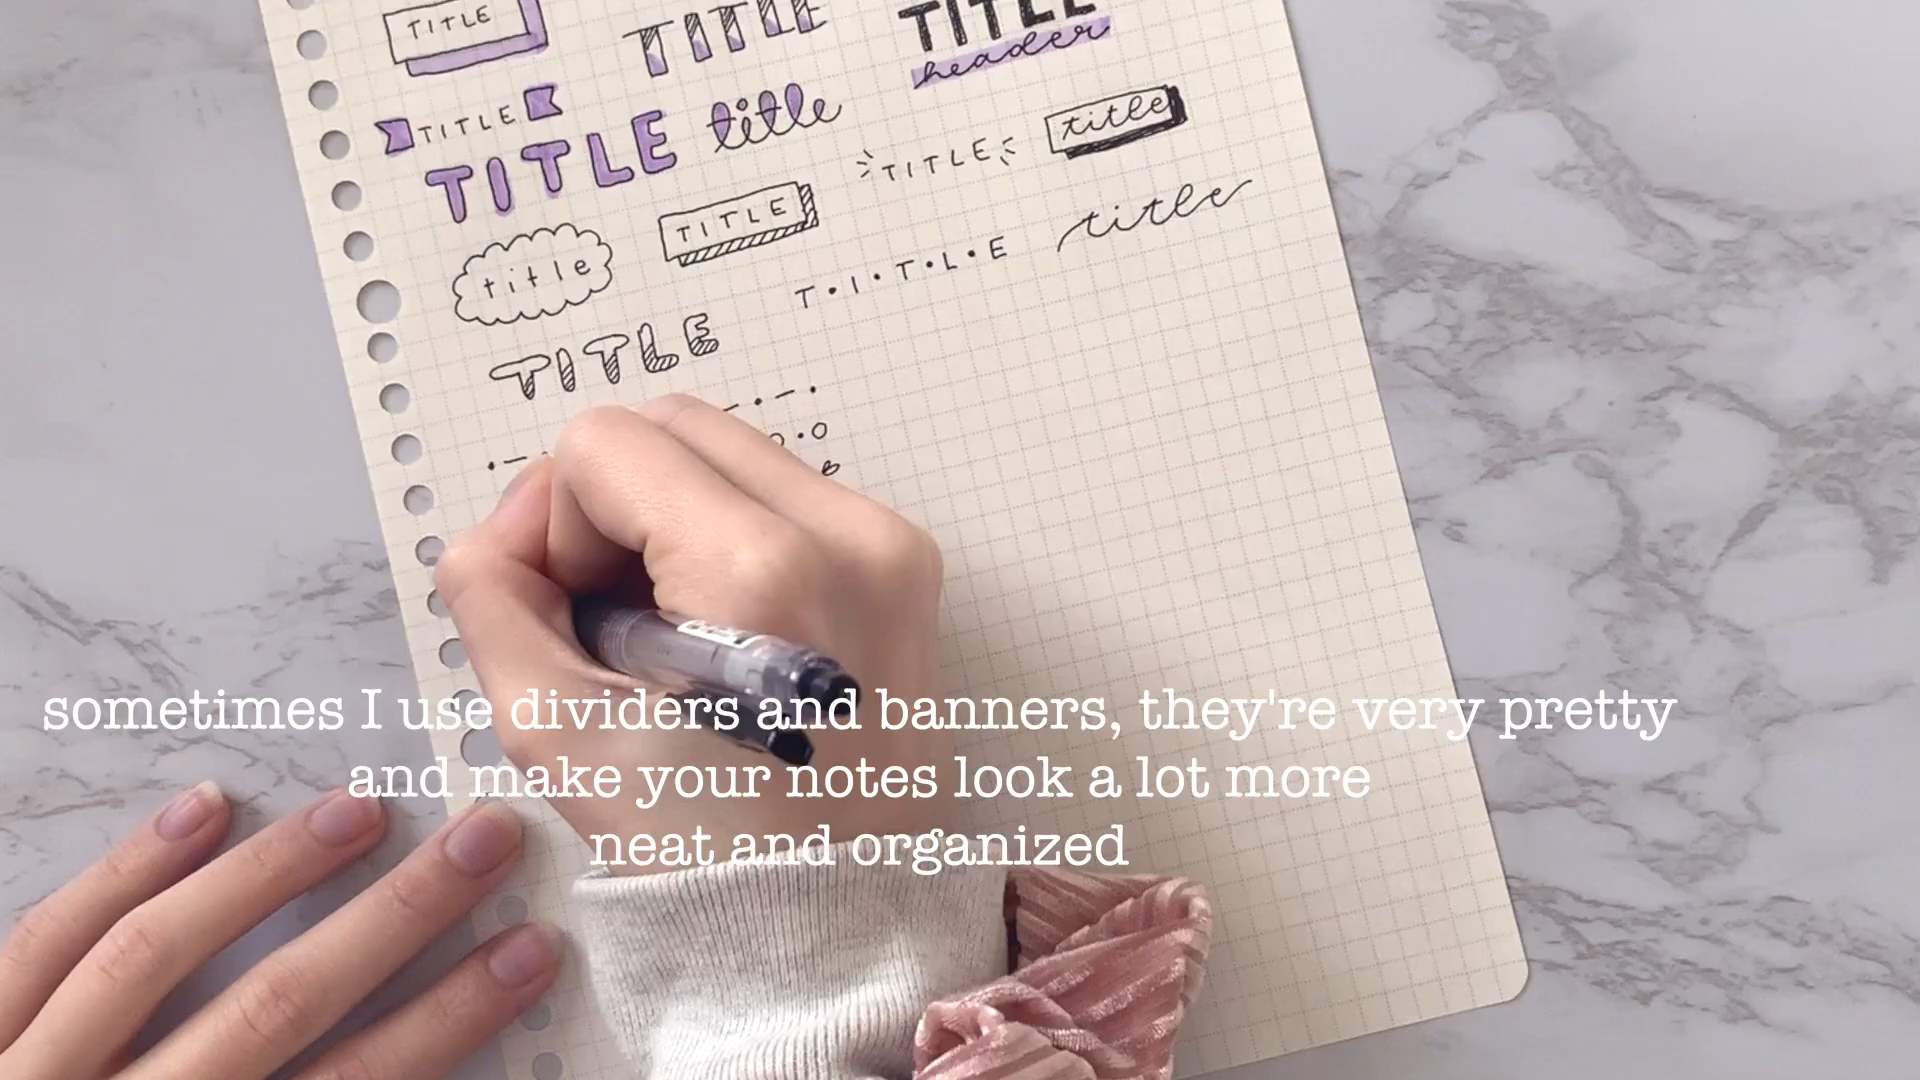 TITLE
TITLE
TITLE
header
TITLE
TITLE
title
TITLE
title
title
TITLE
T•I•T•L•E
title
TITLE
sometimes I use dividers and banners, they're very pretty
and make your notes look a lot more
neat and organized